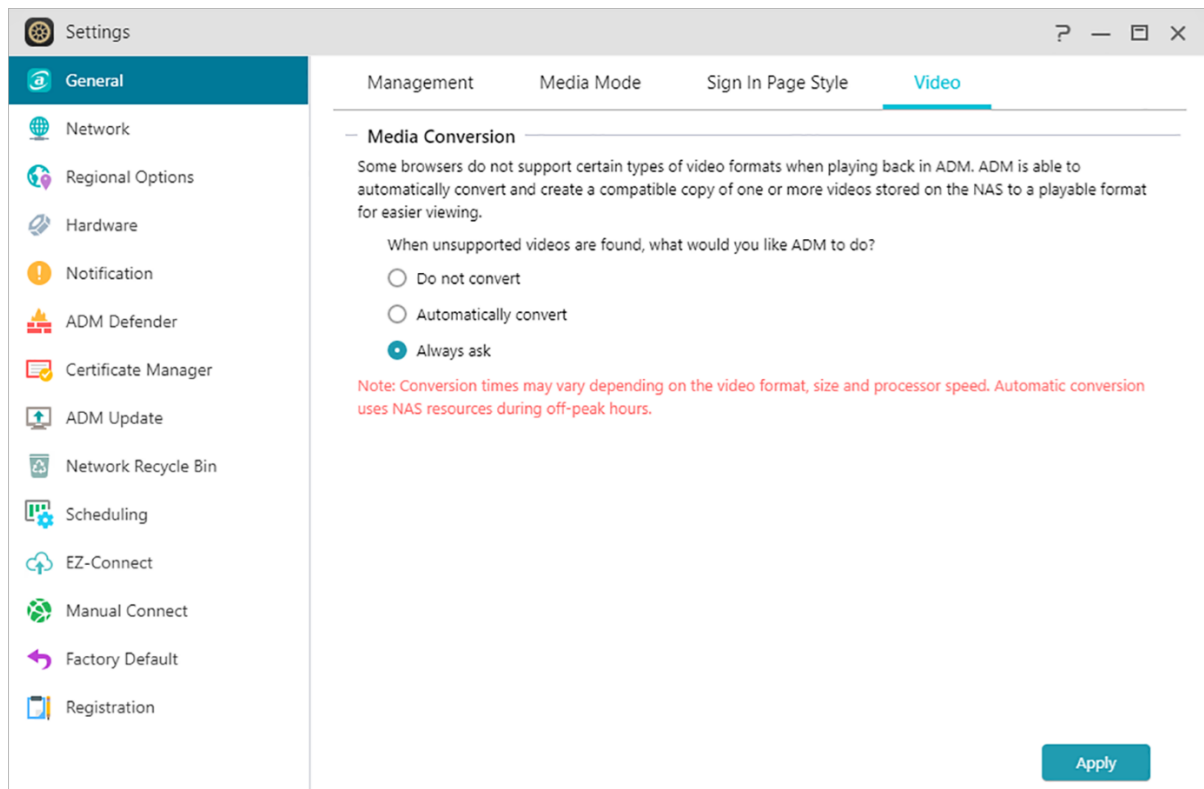 Settings
General
Network
Regional Options
Hardware
Notification
ADM Defender
Certificate Manager
ADM Update
Network Recycle Bin
Scheduling
EZ-Connect
Manual Connect
Factory Default
Registration
Management Media Mode Sign In Page Style Video
Media Conversion
Some browsers do not support certain types of video formats when playing back in ADM. ADM is able to
automatically convert and create a compatible copy of one or more videos stored on the NAS to a playable format
for easier viewing.
When unsupported videos are found, what would you like ADM to do?
Do not convert
Automatically convert
Always ask
Note: Conversion times may vary depending on the video format, size and processor speed. Automatic conversion
uses NAS resources during off-peak hours.
Apply